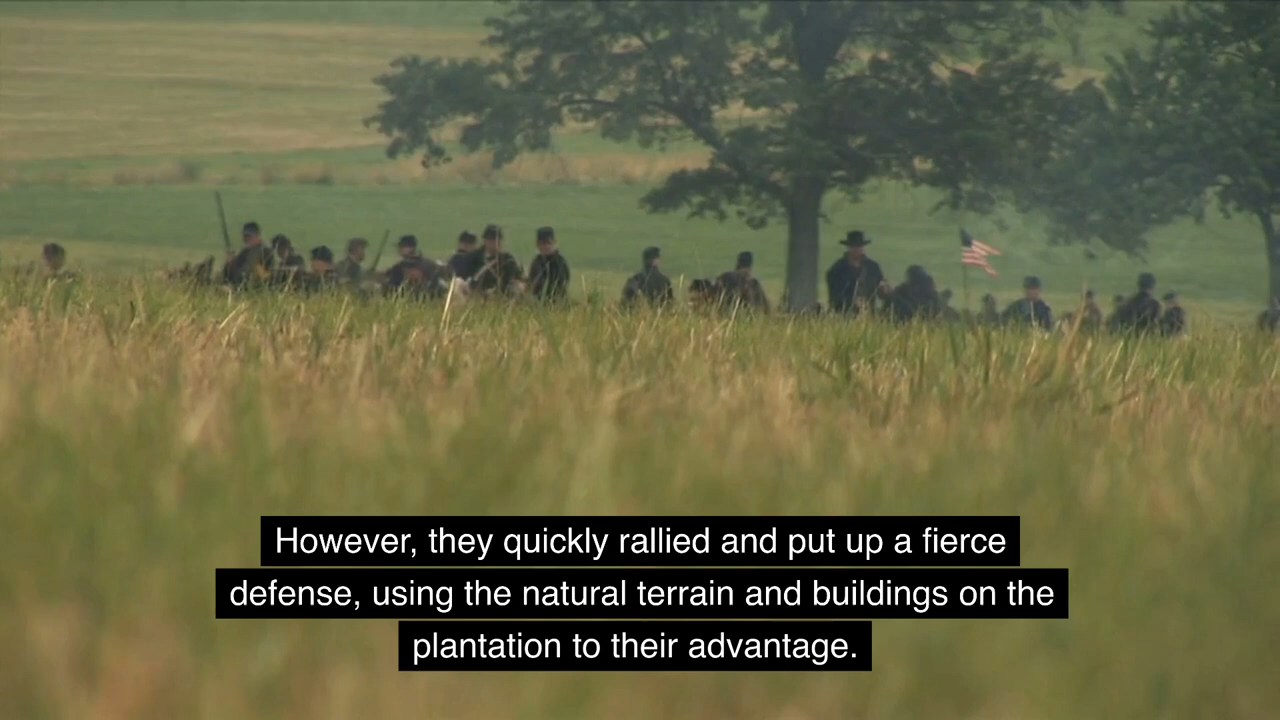 However, they quickly rallied and put up a fierce
defense, using the natural terrain and buildings on the
plantation to their advantage.